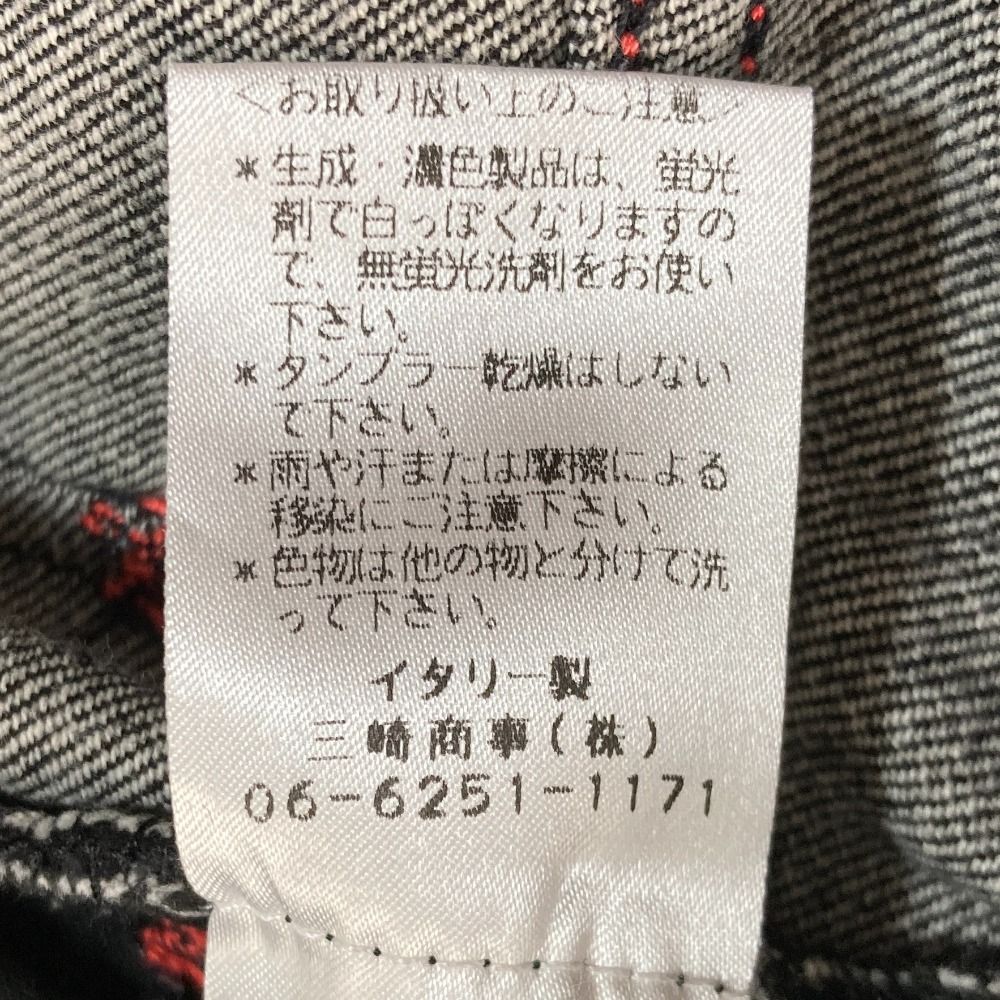 <お取り扱い上のご注意>
*生成・濃色製品は、蛍光
剤で白っぽくなりますの
で、無蛍光洗剤をお使い
下さい。
*タンブラー乾燥はしない
で下さい。
*雨や汗または摩擦による
移染にご注意下さい。
*色物は他の物と分けて洗
って下さい。
イタリー製
三崎商事(株)
06-6251-1171